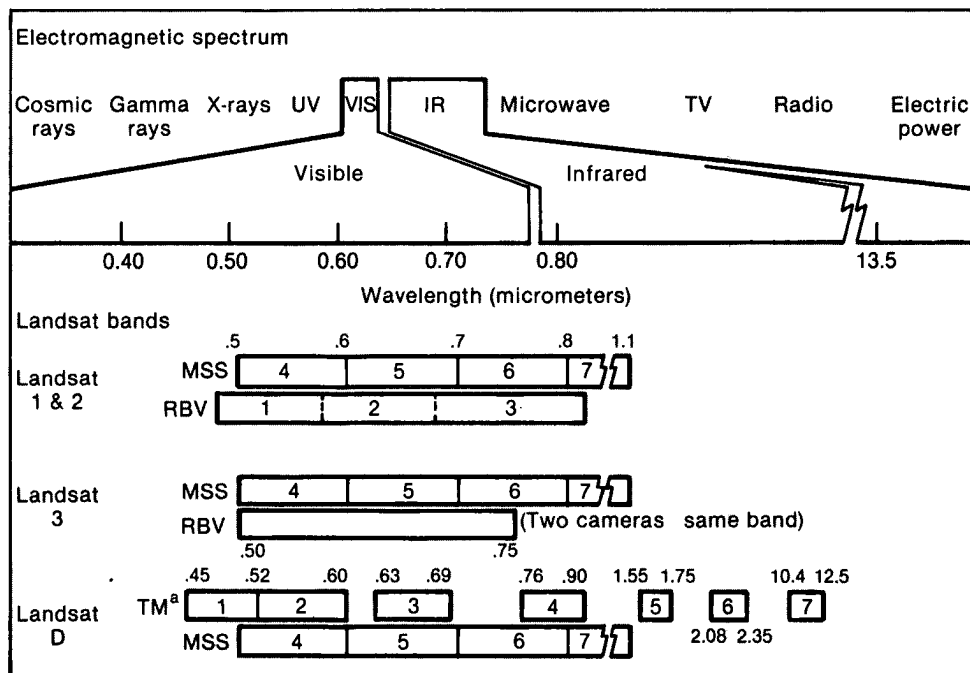 Electromagnetic spectrum
Cosmic rays Gamma rays X-rays UV VIS IR Microwave TV Radio Electric power
Visible Infrared
0.40 0.50 0.60 0.70 0.80 13.5
Wavelength (micrometers)
Landsat bands
.5 .6 .7 .8 1.1
Landsat 1 & 2
MSS 4 5 6 7
RBV 1 2 3
Landsat 3
MSS 4 5 6 7
RBV (Two cameras same band)
.50 .75
.45 .52 .60 .63 .69 .76 .90 1.55 1.75 10.4 12.5
Landsat D
TMa 1 2 3 4 5 6 7
2.08 2.35
MSS 4 5 6 7